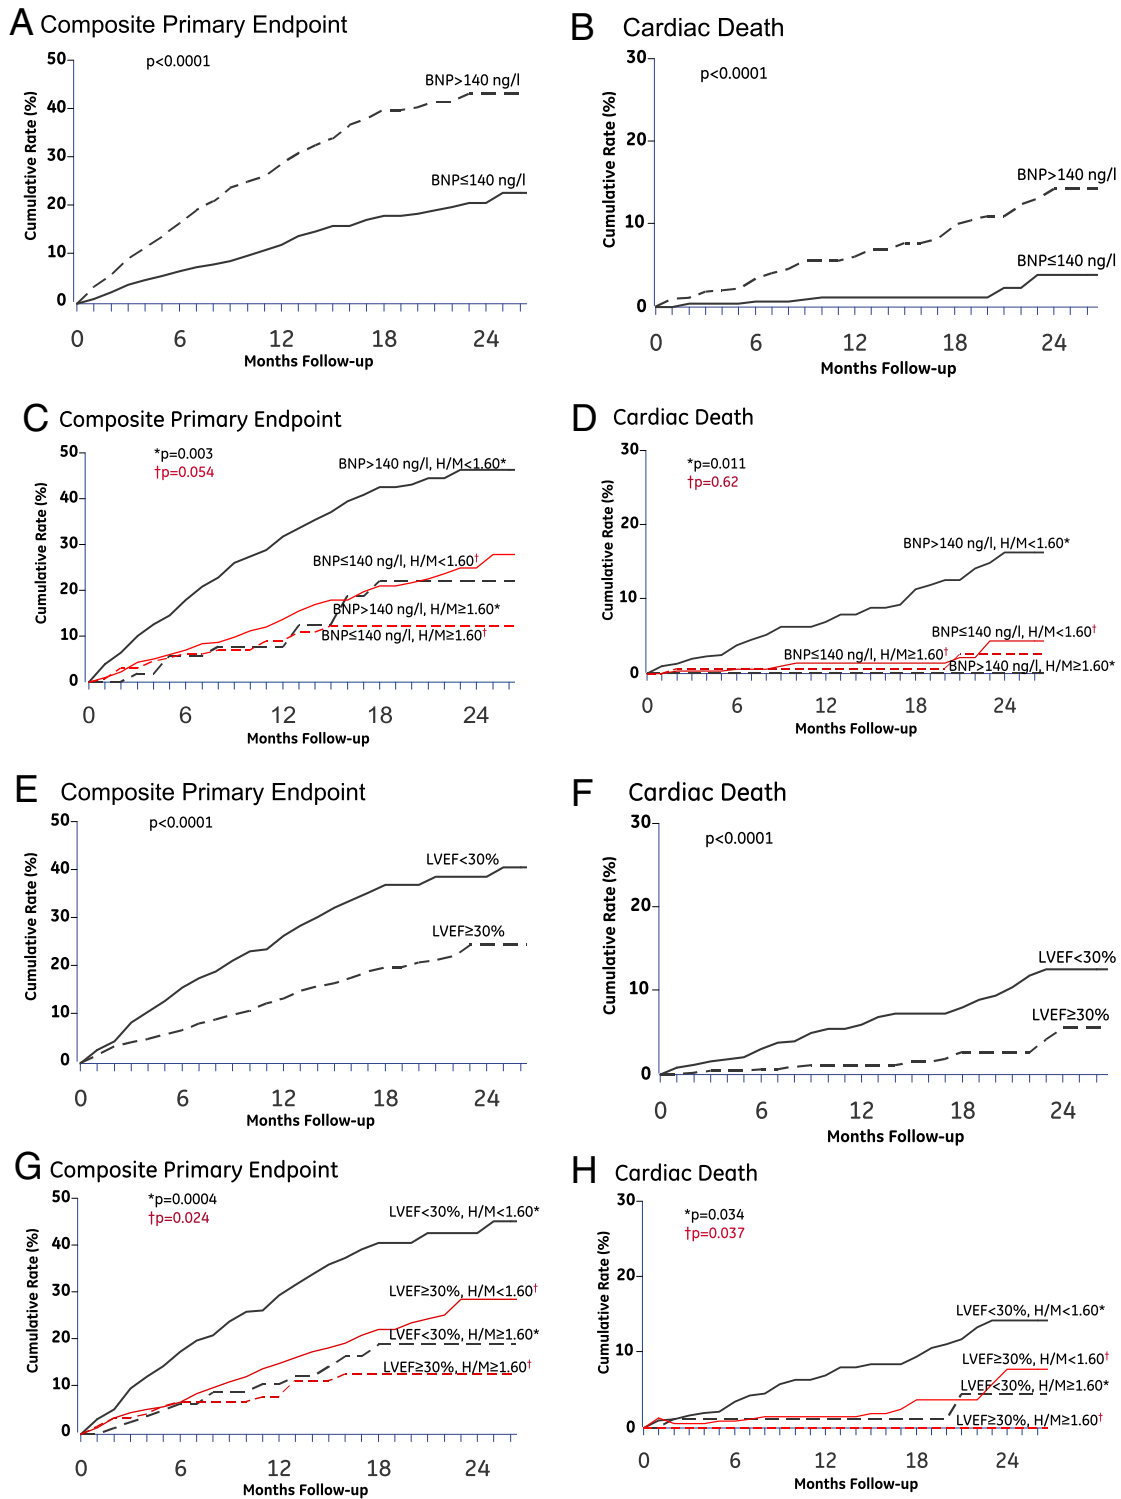 A Composite Primary Endpoint
p<0.0001
50
40
30
20
10
0
Cumulative Rate (%)
BNP>140 ng/l
BNP≤140 ng/l
0 6 12 18 24
Months Follow-up
B Cardiac Death
p<0.0001
30
20
10
0
Cumulative Rate (%)
BNP>140 ng/l
BNP≤140 ng/l
0 6 12 18 24
Months Follow-up
C Composite Primary Endpoint
*p=0.003
†p=0.054
50
40
30
20
10
0
Cumulative Rate (%)
BNP>140 ng/l, H/M<1.60*
BNP≤140 ng/l, H/M<1.60†
BNP>140 ng/l, H/M≥1.60*
BNP≤140 ng/l, H/M≥1.60†
0 6 12 18 24
Months Follow-up
D Cardiac Death
*p=0.011
†p=0.62
30
20
10
0
Cumulative Rate (%)
BNP>140 ng/l, H/M<1.60*
BNP≤140 ng/l, H/M<1.60†
BNP≤140 ng/l, H/M≥1.60†
BNP>140 ng/l, H/M≥1.60*
0 6 12 18 24
Months Follow-up
E Composite Primary Endpoint
p<0.0001
50
40
30
20
10
0
Cumulative Rate (%)
LVEF<30%
LVEF≥30%
0 6 12 18 24
Months Follow-up
F Cardiac Death
p<0.0001
30
20
10
0
Cumulative Rate (%)
LVEF<30%
LVEF≥30%
0 6 12 18 24
Months Follow-up
G Composite Primary Endpoint
*p=0.0004
†p=0.024
50
40
30
20
10
0
Cumulative Rate (%)
LVEF<30%, H/M<1.60*
LVEF≥30%, H/M<1.60†
LVEF<30%, H/M≥1.60*
LVEF≥30%, H/M≥1.60†
0 6 12 18 24
Months Follow-up
H Cardiac Death
*p=0.034
†p=0.037
30
20
10
0
Cumulative Rate (%)
LVEF<30%, H/M<1.60*
LVEF≥30%, H/M<1.60†
LVEF<30%, H/M≥1.60*
LVEF≥30%, H/M≥1.60†
0 6 12 18 24
Months Follow-up